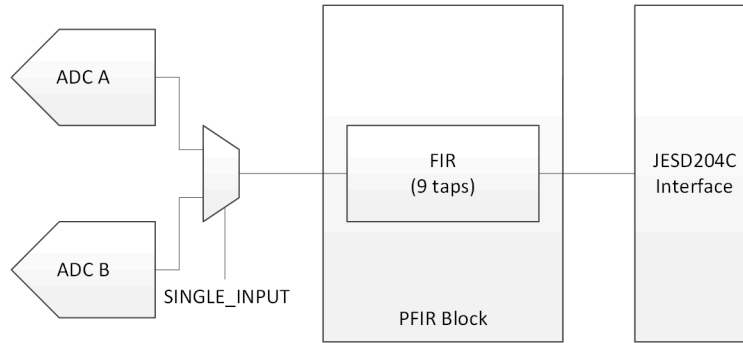 ADC A
ADC B
SINGLE_INPUT
FIR
(9 taps)
PFIR Block
JESD204C
Interface